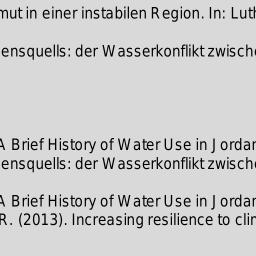 mut in einer instabilen Region. In: Luth
ensquells: der Wasserkonflikt zwische
A Brief History of Water Use in Jordan
ensquells: der Wasserkonflikt zwische
A Brief History of Water Use in Jordan
R. (2013). Increasing resilience to clim